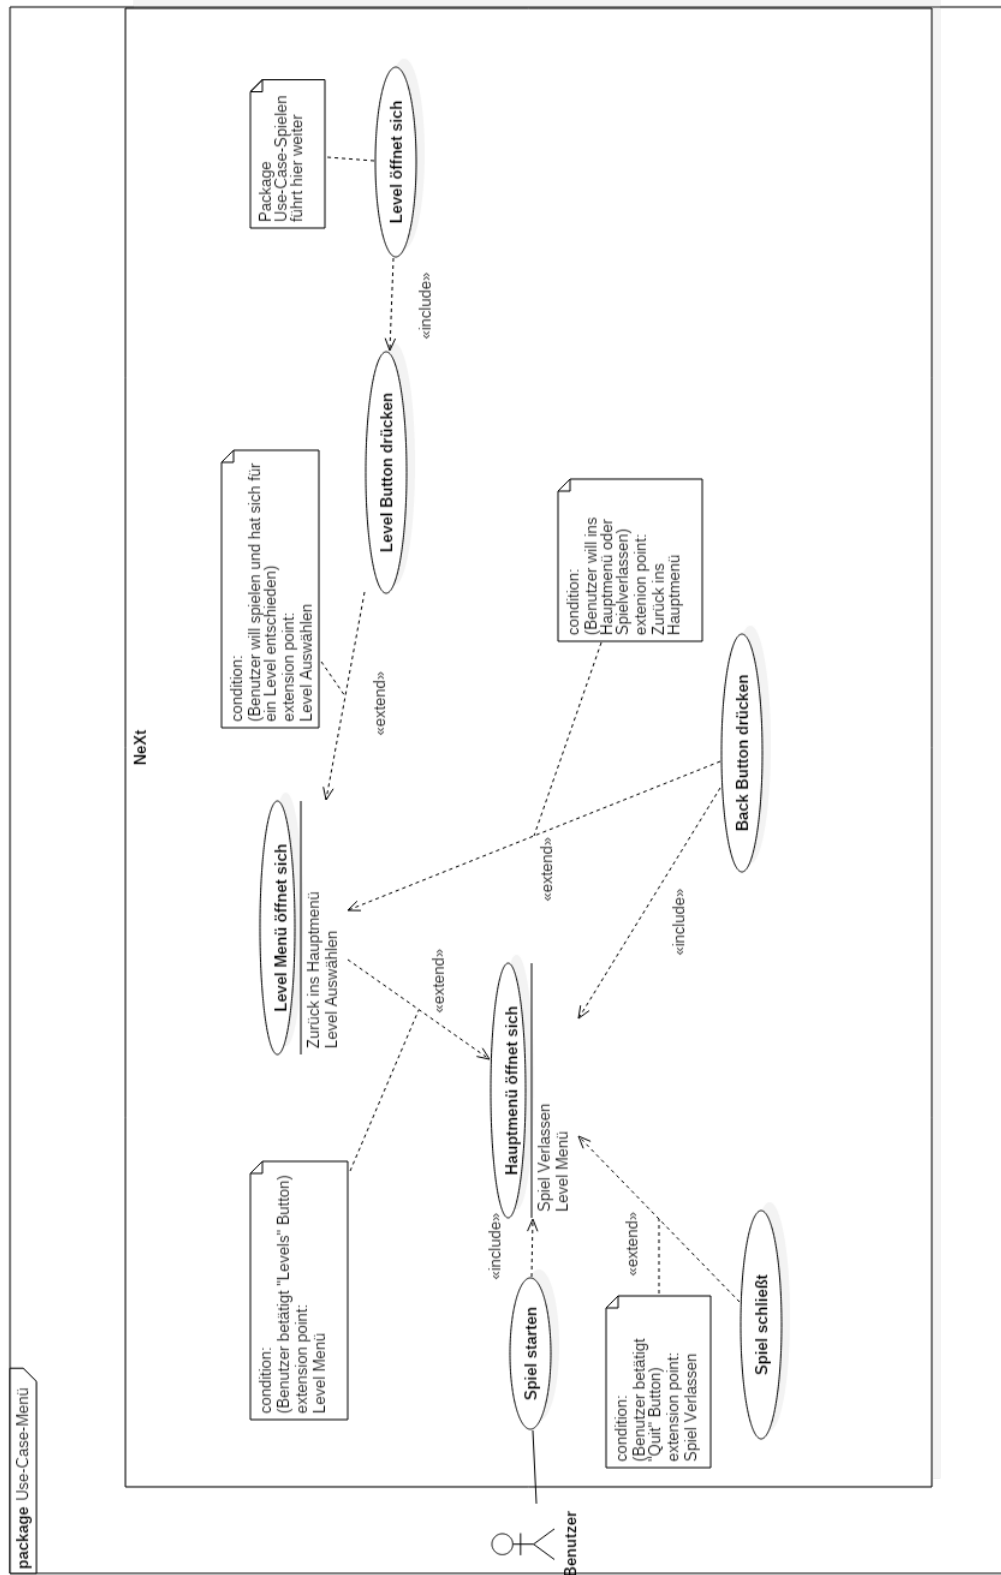 package Use-Case-Menü
NeXt
Benutzer
Spiel starten
«include»
condition:
(Benutzer betätigt "Levels" Button)
extension point:
Level Menü
Hauptmenü öffnet sich
Spiel Verlassen
Level Menü
condition:
(Benutzer betätigt
"Quit" Button)
extension point:
Spiel Verlassen
«extend»
Spiel schließt
«extend»
Level Menü öffnet sich
Zurück ins Hauptmenü
Level Auswählen
«extend»
«include»
Back Button drücken
condition:
(Benutzer will ins
Hauptmenü oder
Spielverlassen)
extenion point:
Zurück ins
Hauptmenü
condition:
(Benutzer will spielen und hat sich für
ein Level entschieden)
extension point:
Level Auswählen
«extend»
Level Button drücken
«include»
Level öffnet sich
Package
Use-Case-Spielen
führt hier weiter